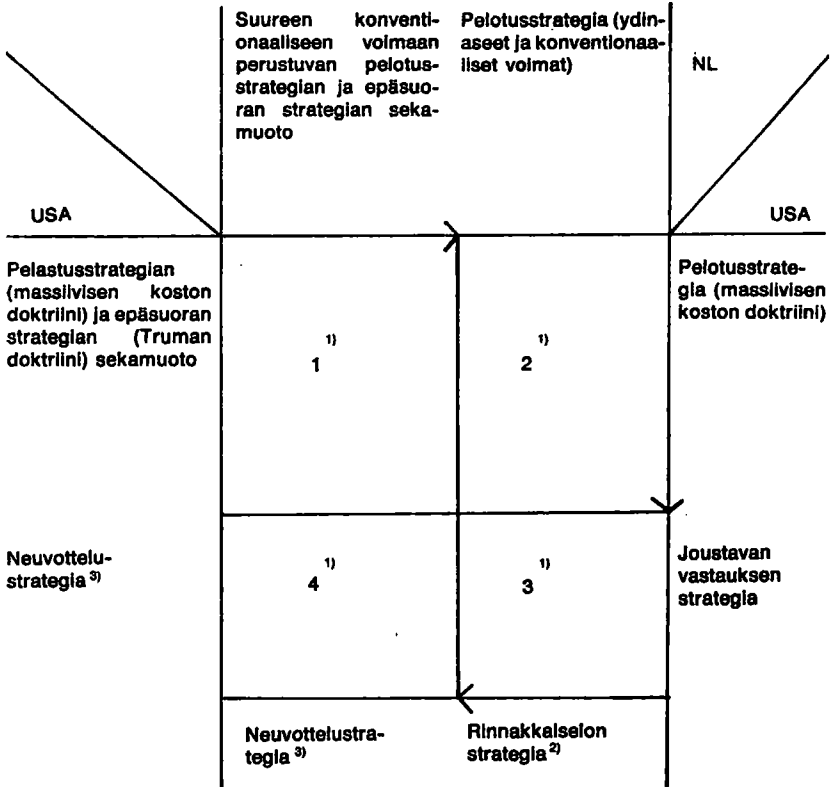 Suureen konventi-
onaaliseen voimaan
perustuvan pelotus-
strategian ja epäsuo-
ran strategian seka-
muoto
Pelotusstrategia (ydin-
aseet ja konventionaa-
liset voimat)
NL
USA
USA
Pelastusstrategian
(massiivisen koston
doktriini) ja epäsuoran
strategian (Truman
doktriini) sekamuoto
1 1)
2 1)
Pelotusstrate-
gia (massiivisen
koston doktriini)
Neuvottelu-
strategia 3)
4 1)
3 1)
Joustavan
vastauksen
strategia
Neuvottelustra-
tegia 3)
Rinnakkaiselon
strategia 2)